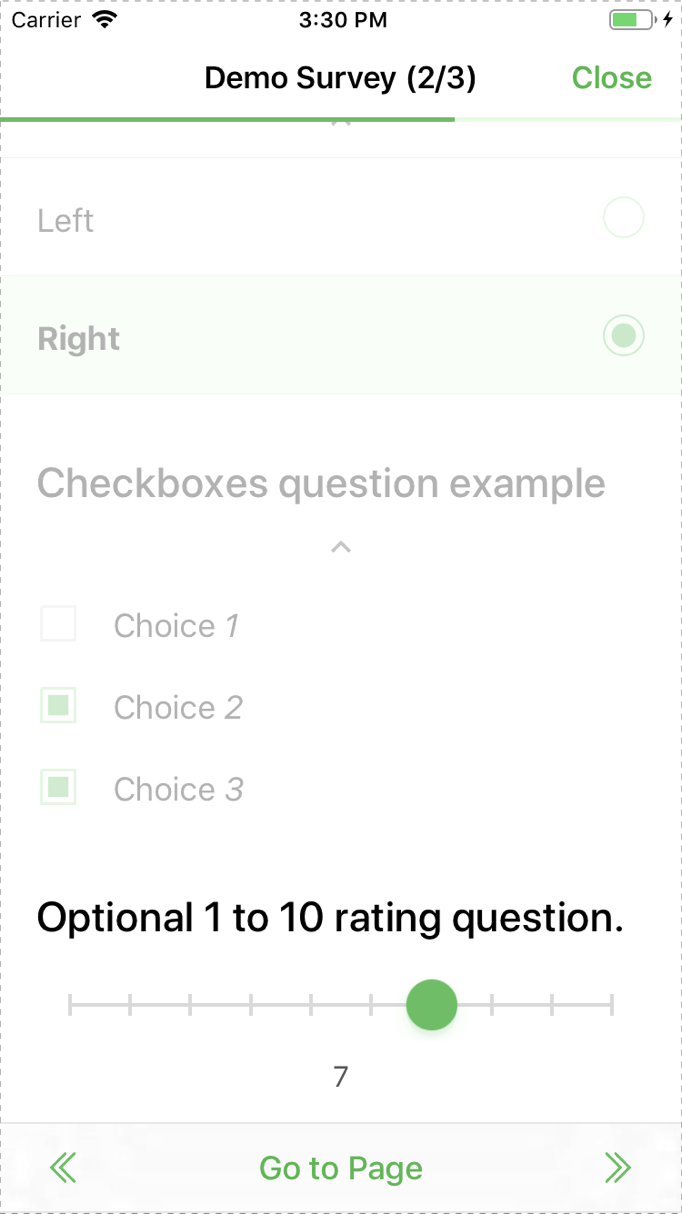 Carrier 3:30 PM
Demo Survey (2/3) Close
Left
Right
Checkboxes question example
Choice 1
Choice 2
Choice 3
Optional 1 to 10 rating question.
7
Go to Page